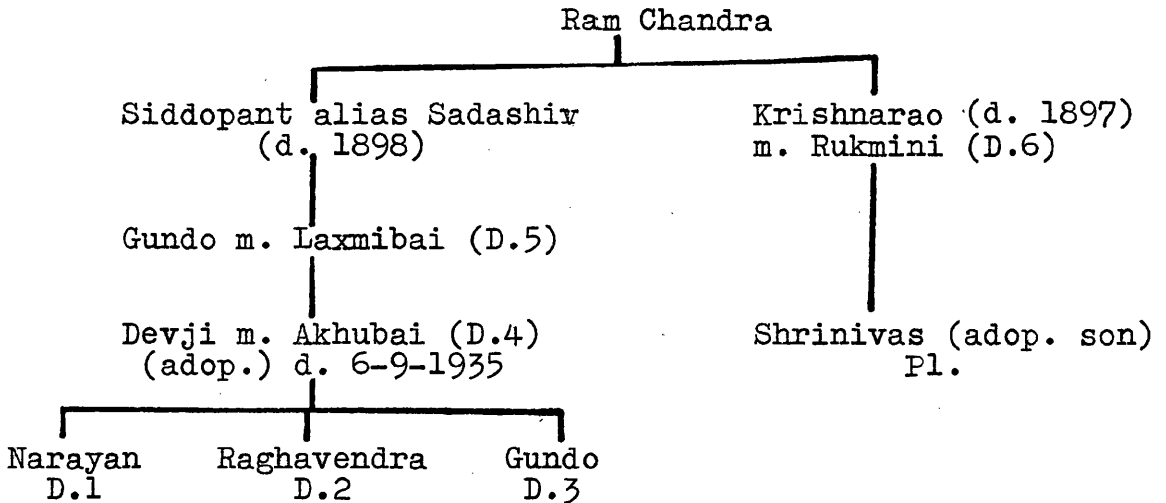 Ram Chandra
Siddopant alias Sadashiv Krishnarao (d. 1897)
(d. 1898) m. Rukmini (D.6)
Gundo m. Laxmibai (D.5)
Devji m. Akhubai (D.4) Shrinivas (adop. son)
(adop.) d. 6-9-1935 Pl.
Narayan Raghavendra Gundo
D.1 D.2 D.3